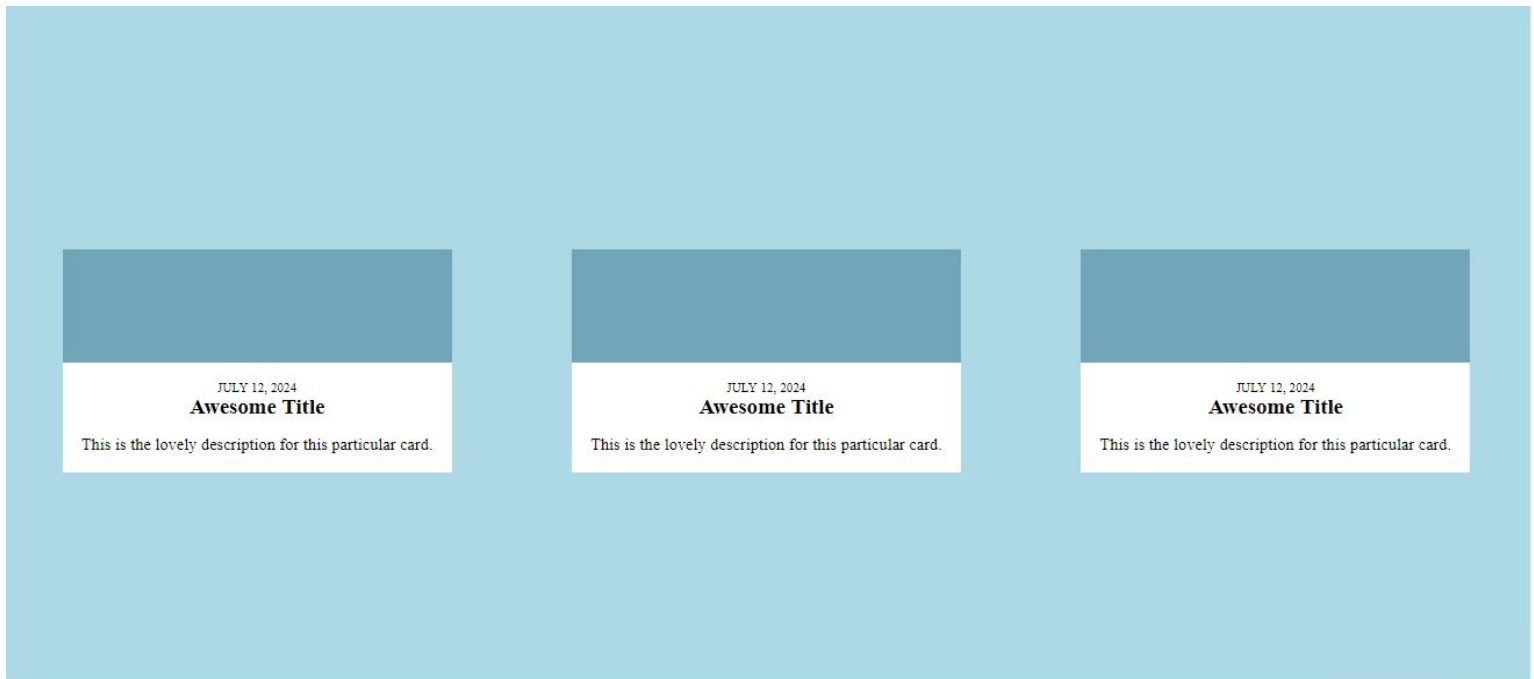 JULY 12, 2024
Awesome Title
This is the lovely description for this particular card.
JULY 12, 2024
Awesome Title
This is the lovely description for this particular card.
JULY 12, 2024
Awesome Title
This is the lovely description for this particular card.